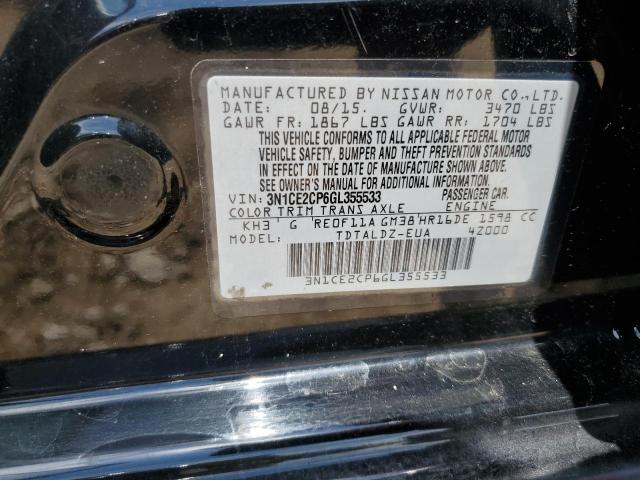 MANUFACTURED BY NISSAN MOTOR CO., LTD.
DATE: 08/15. GVWR: 3470 LBS
GAWR FR: 1867 LBS GAWR RR: 1704 LBS
THIS VEHICLE CONFORMS TO ALL APPLICABLE FEDERAL MOTOR
VEHICLE SAFETY, BUMPER AND THEFT PREVENTION STANDARDS
IN EFFECT ON THE DATE OF MANUFACTURE SHOWN ABOVE.
SEE OWNER'S MANUAL FOR ADDITIONAL INFORMATION.
VIN: 3N1CE2CP6GL355533 PASSENGER CAR.
COLOR TRIM TRANS AXLE ENGINE
KH3 G RE0F11A GM38 HR16DE 1598 CC
MODEL: TDTALDZ-EUA 4Z000
3N1CE2CP6GL355533